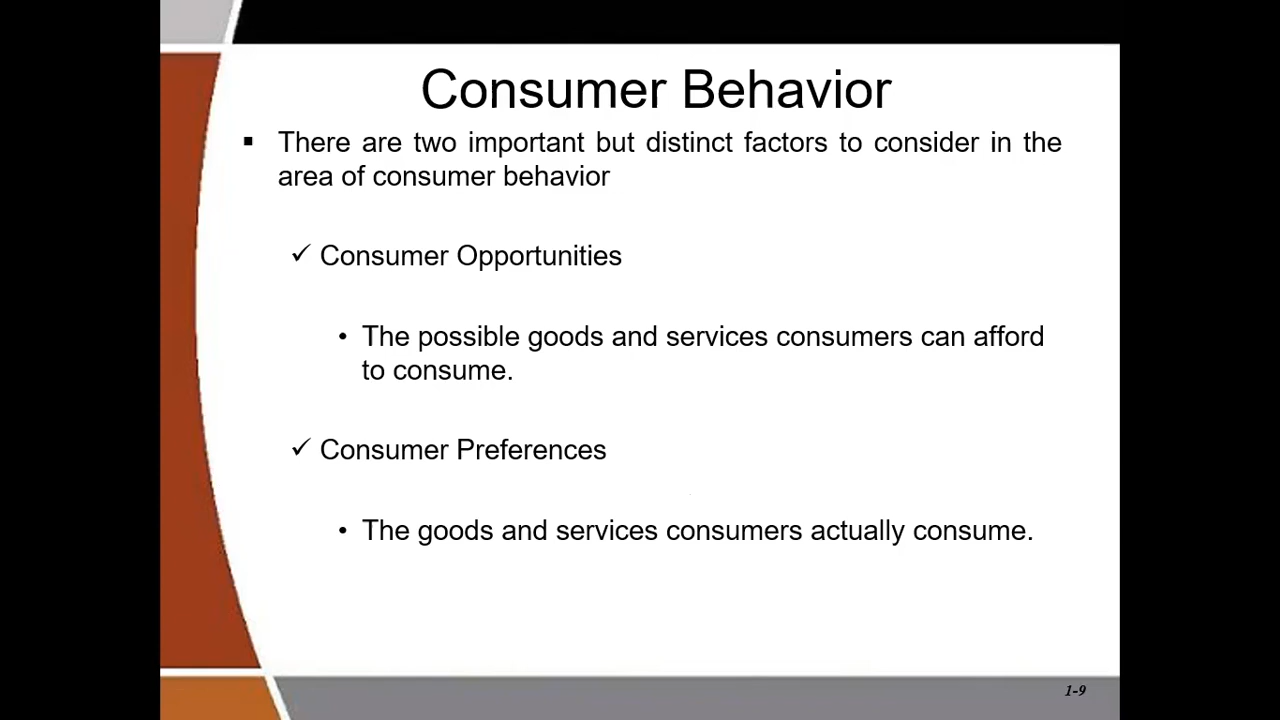 Consumer Behavior
▪ There are two important but distinct factors to consider in the
area of consumer behavior
✓ Consumer Opportunities
• The possible goods and services consumers can afford
to consume.
✓ Consumer Preferences
• The goods and services consumers actually consume.
1-9